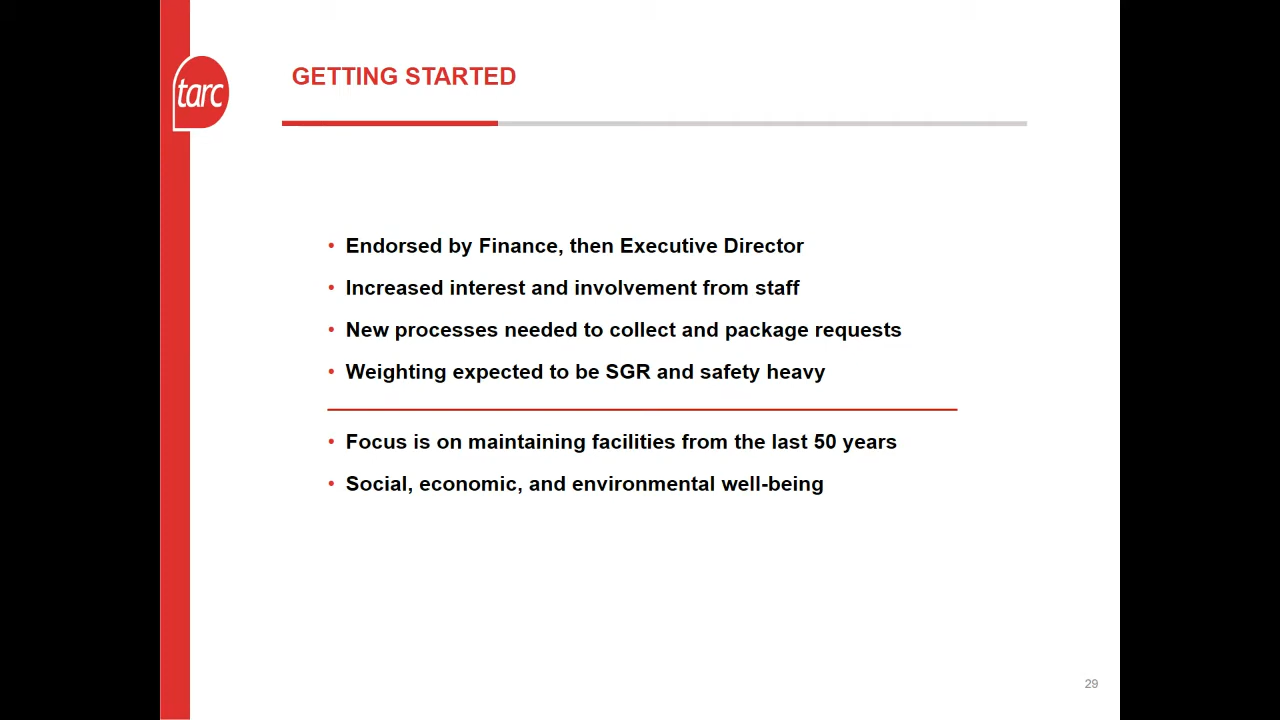 tarc
GETTING STARTED
• Endorsed by Finance, then Executive Director
• Increased interest and involvement from staff
• New processes needed to collect and package requests
• Weighting expected to be SGR and safety heavy
• Focus is on maintaining facilities from the last 50 years
• Social, economic, and environmental well-being
29